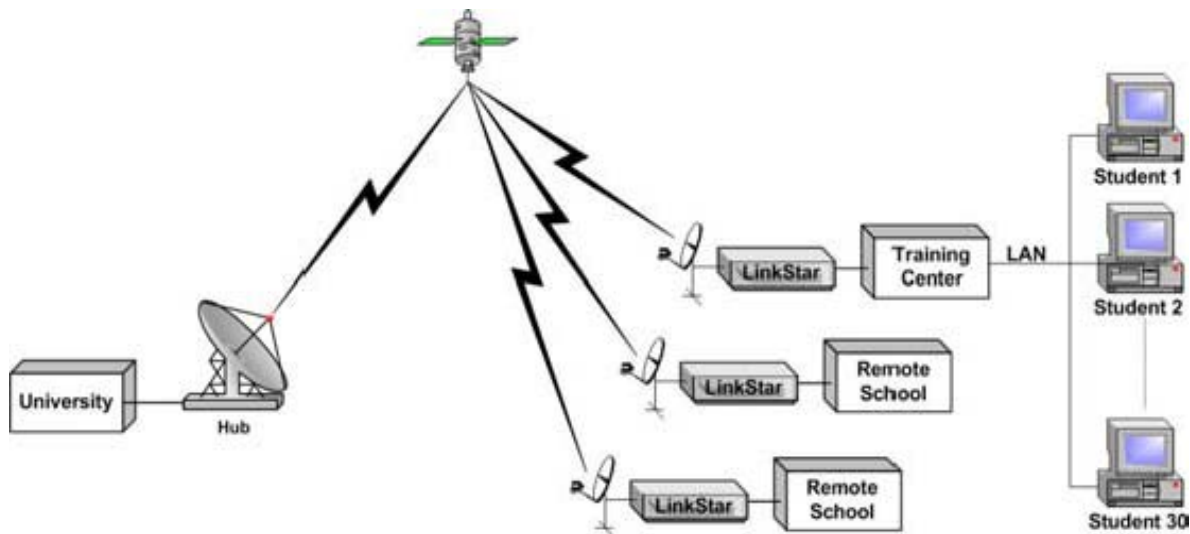 Student 1
LinkStar
Training
Center
LAN
Student 2
University
Hub
LinkStar
Remote
School
LinkStar
Remote
School
Student 30